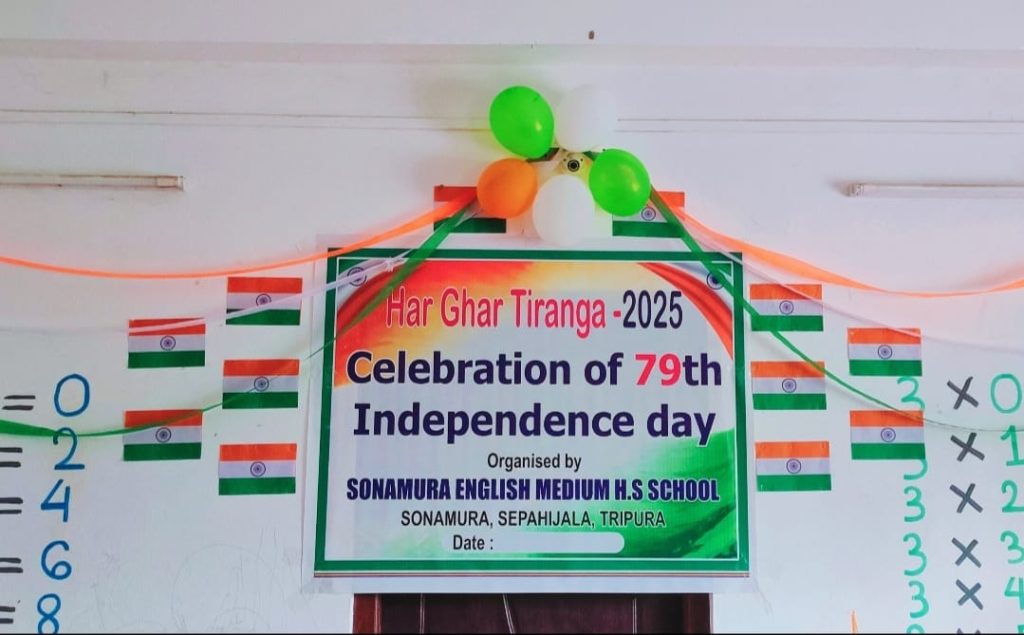 Har Ghar Tiranga -2025
Celebration of 79th
Independence day
Organised by
SONAMURA ENGLISH MEDIUM H.S SCHOOL
SONAMURA, SEPAHIJALA, TRIPURA
Date :
= 0
= 2
= 4
= 6
= 8
3 × 0
3 × 1
3 × 2
3 × 3
3 × 4